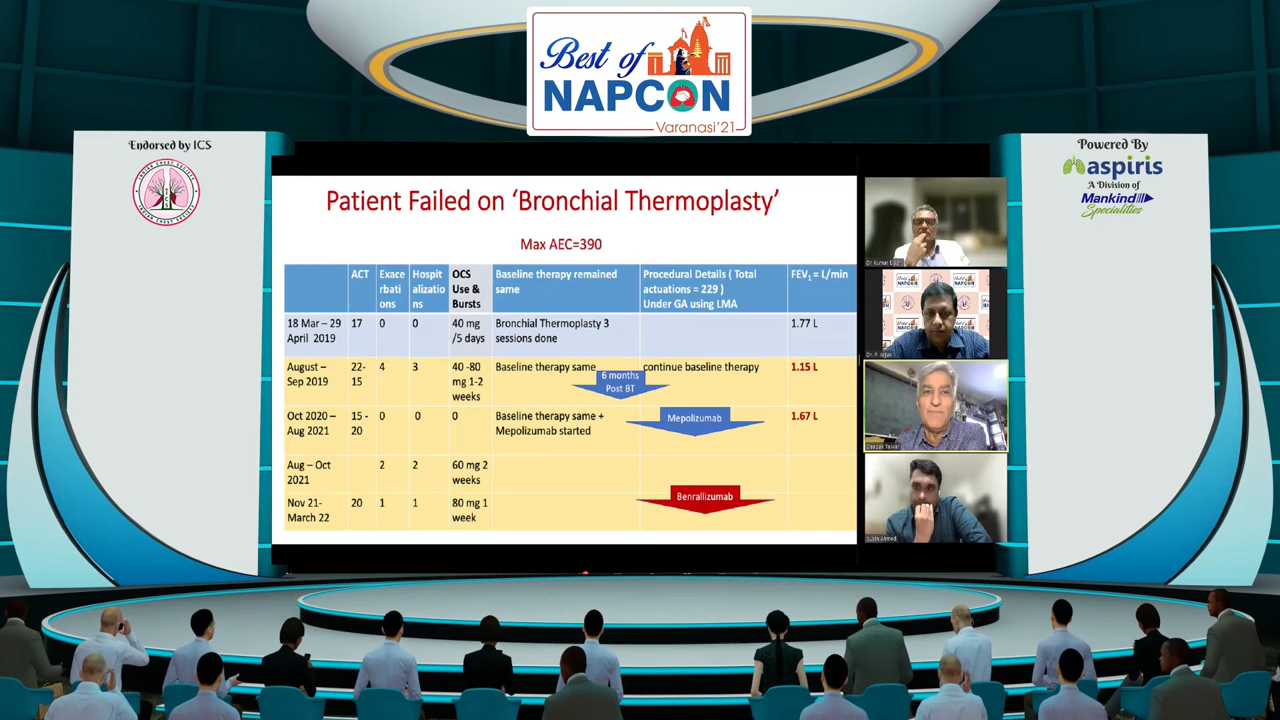 Best of
NAPCON
Varanasi'21
Endorsed by ICS
INDIAN CHEST SOCIETY
Powered By
aspiris
A Division of
Mankind
Specialities
Patient Failed on ‘Bronchial Thermoplasty’
Max AEC=390
ACT
Exace
rbati
ons
Hospit
alizatio
ns
OCS
Use &
Bursts
Baseline therapy remained
same
Procedural Details ( Total
actuations = 229 )
Under GA using LMA
FEV1 = L/min
18 Mar – 29
April 2019
17
0
0
40 mg
/5 days
Bronchial Thermoplasty 3
sessions done
1.77 L
August –
Sep 2019
22-
15
4
3
40 -80
mg 1-2
weeks
Baseline therapy same
continue baseline therapy
1.15 L
6 months
Post BT
Oct 2020 –
Aug 2021
15 -
20
0
0
0
Baseline therapy same +
Mepolizumab started
Mepolizumab
1.67 L
Aug – Oct
2021
2
2
60 mg 2
weeks
Nov 21-
March 22
20
1
1
80 mg 1
week
Benrallizumab